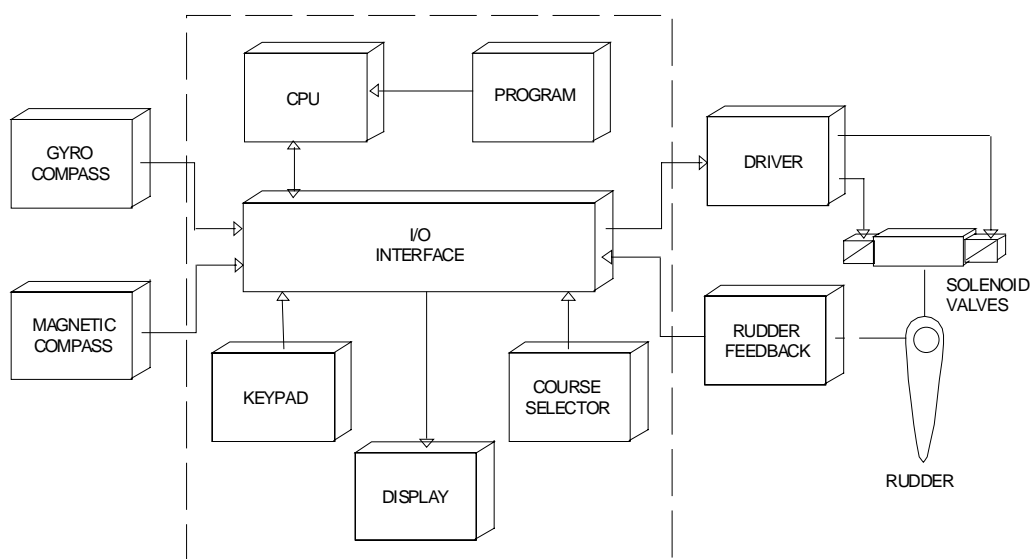 CPU
PROGRAM
GYRO
COMPASS
DRIVER
I/O
INTERFACE
SOLENOID
VALVES
MAGNETIC
COMPASS
RUDDER
FEEDBACK
KEYPAD
COURSE
SELECTOR
DISPLAY
RUDDER